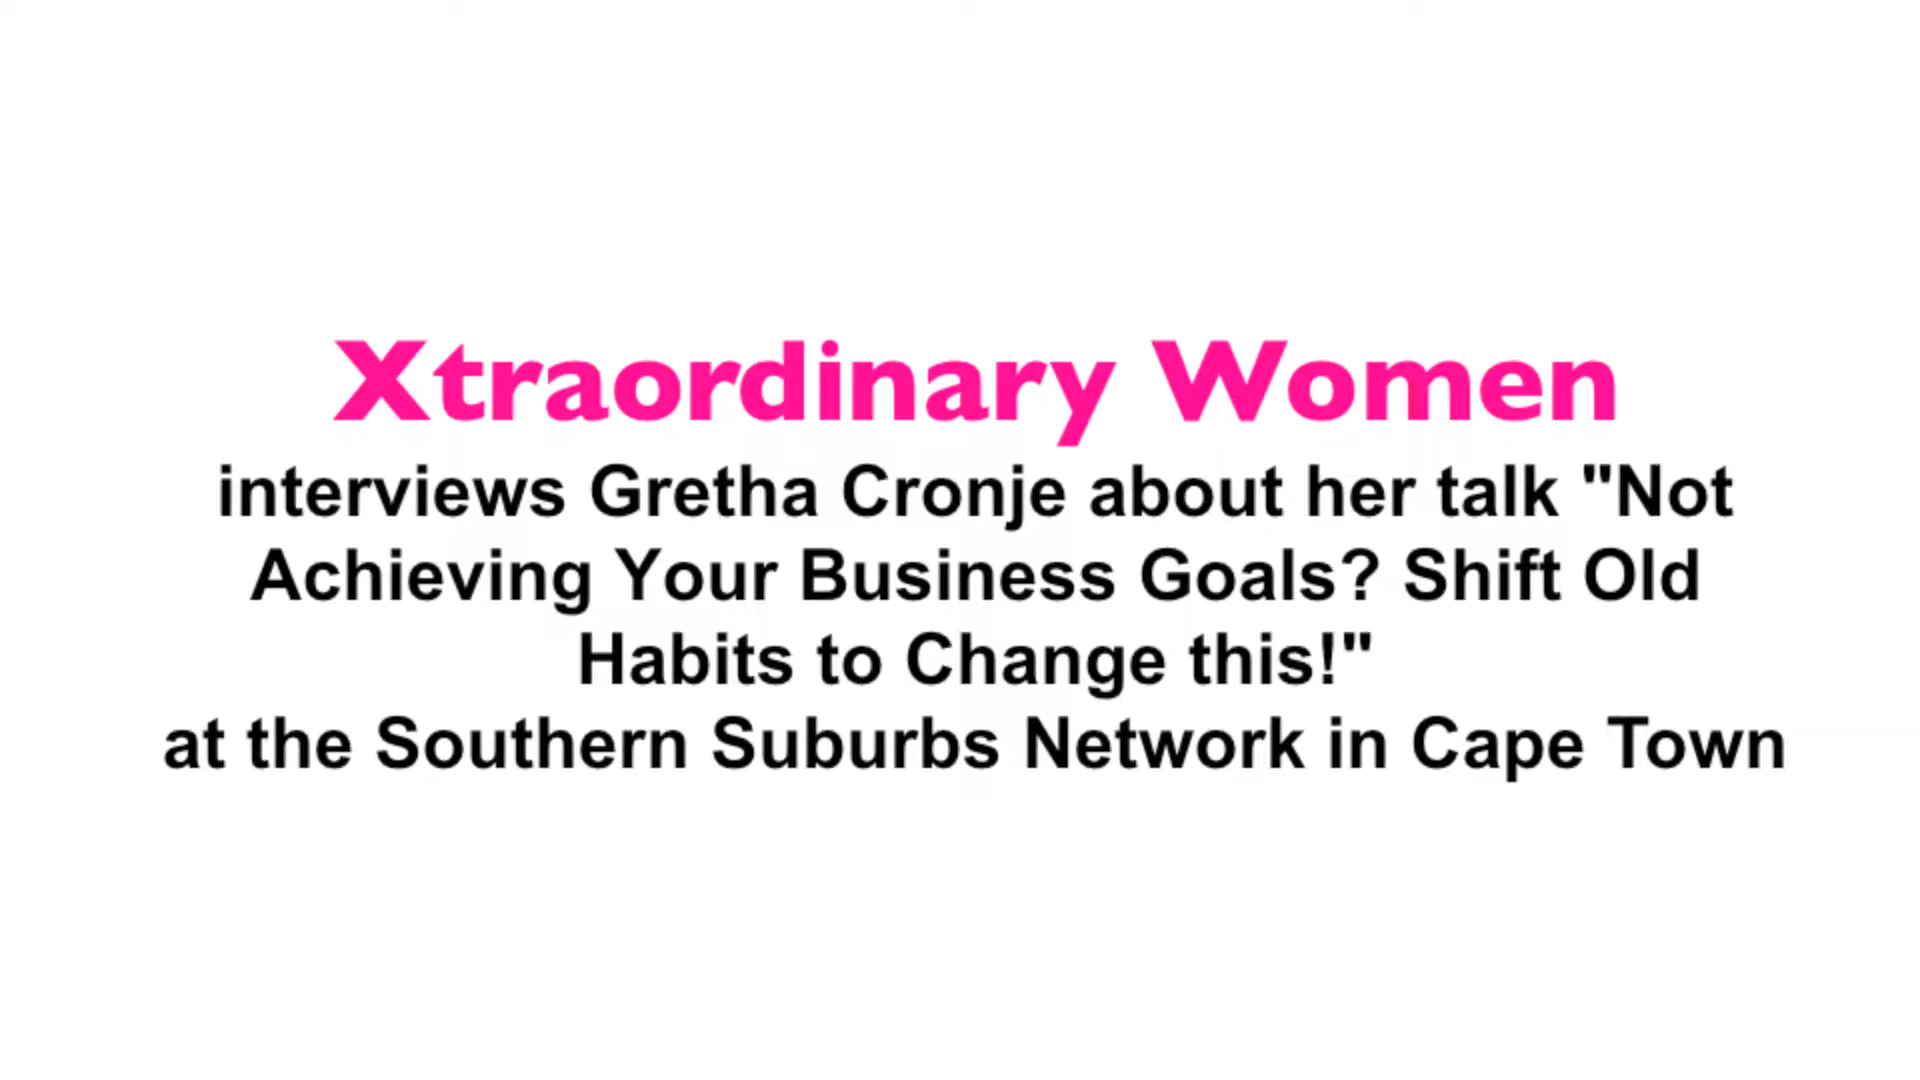 Xtraordinary Women
interviews Gretha Cronje about her talk "Not
Achieving Your Business Goals? Shift Old
Habits to Change this!"
at the Southern Suburbs Network in Cape Town